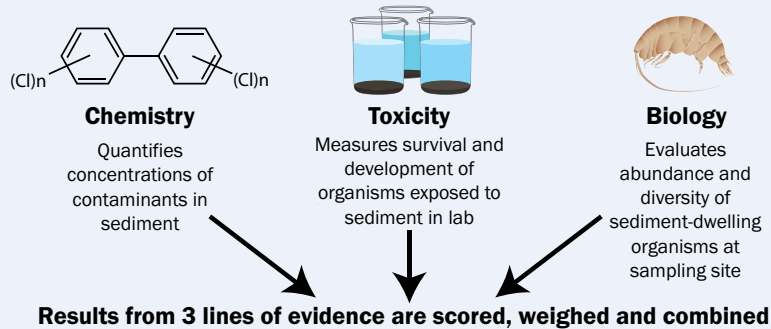 (Cl)n
(Cl)n
Chemistry
Quantifies
concentrations of
contaminants in
sediment
Toxicity
Measures survival and
development of
organisms exposed to
sediment in lab
Biology
Evaluates
abundance and
diversity of
sediment-dwelling
organisms at
sampling site
Results from 3 lines of evidence are scored, weighed and combined